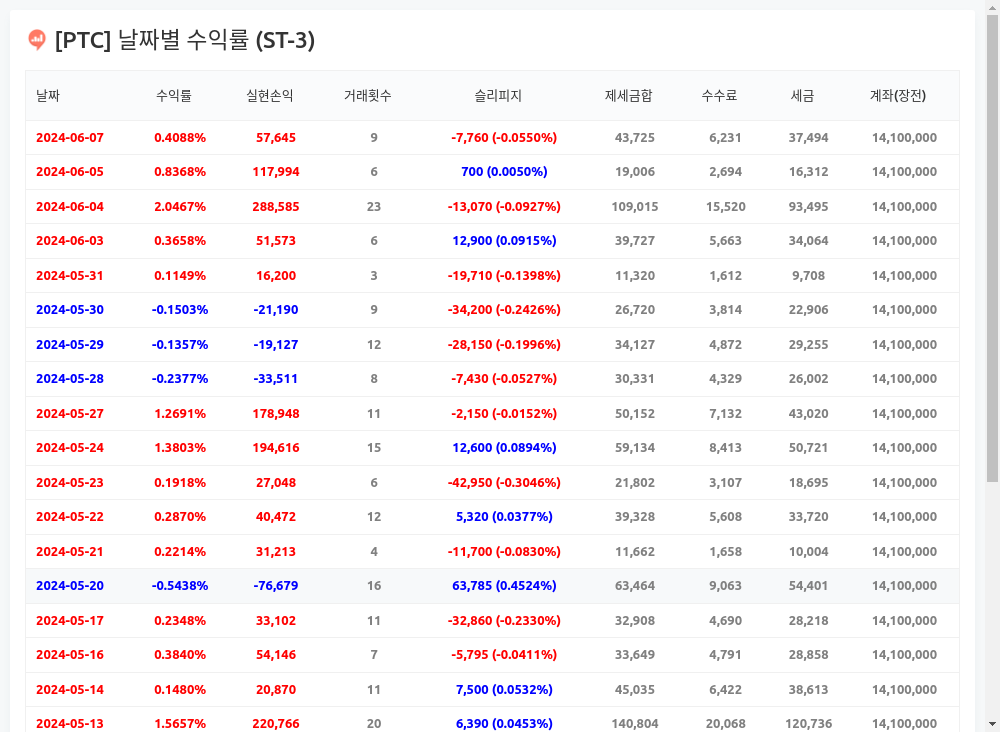 [PTC] 날짜별 수익률 (ST-3)
날짜 수익률 실현손익 거래횟수 슬리피지 제세금합 수수료 세금 계좌(장전)
2024-06-07 0.4088% 57,645 9 -7,760 (-0.0550%) 43,725 6,231 37,494 14,100,000
2024-06-05 0.8368% 117,994 6 700 (0.0050%) 19,006 2,694 16,312 14,100,000
2024-06-04 2.0467% 288,585 23 -13,070 (-0.0927%) 109,015 15,520 93,495 14,100,000
2024-06-03 0.3658% 51,573 6 12,900 (0.0915%) 39,727 5,663 34,064 14,100,000
2024-05-31 0.1149% 16,200 3 -19,710 (-0.1398%) 11,320 1,612 9,708 14,100,000
2024-05-30 -0.1503% -21,190 9 -34,200 (-0.2426%) 26,720 3,814 22,906 14,100,000
2024-05-29 -0.1357% -19,127 12 -28,150 (-0.1996%) 34,127 4,872 29,255 14,100,000
2024-05-28 -0.2377% -33,511 8 -7,430 (-0.0527%) 30,331 4,329 26,002 14,100,000
2024-05-27 1.2691% 178,948 11 -2,150 (-0.0152%) 50,152 7,132 43,020 14,100,000
2024-05-24 1.3803% 194,616 15 12,600 (0.0894%) 59,134 8,413 50,721 14,100,000
2024-05-23 0.1918% 27,048 6 -42,950 (-0.3046%) 21,802 3,107 18,695 14,100,000
2024-05-22 0.2870% 40,472 12 5,320 (0.0377%) 39,328 5,608 33,720 14,100,000
2024-05-21 0.2214% 31,213 4 -11,700 (-0.0830%) 11,662 1,658 10,004 14,100,000
2024-05-20 -0.5438% -76,679 16 63,785 (0.4524%) 63,464 9,063 54,401 14,100,000
2024-05-17 0.2348% 33,102 11 -32,860 (-0.2330%) 32,908 4,690 28,218 14,100,000
2024-05-16 0.3840% 54,146 7 -5,795 (-0.0411%) 33,649 4,791 28,858 14,100,000
2024-05-14 0.1480% 20,870 11 7,500 (0.0532%) 45,035 6,422 38,613 14,100,000
2024-05-13 1.5657% 220,766 20 6,390 (0.0453%) 140,804 20,068 120,736 14,100,000